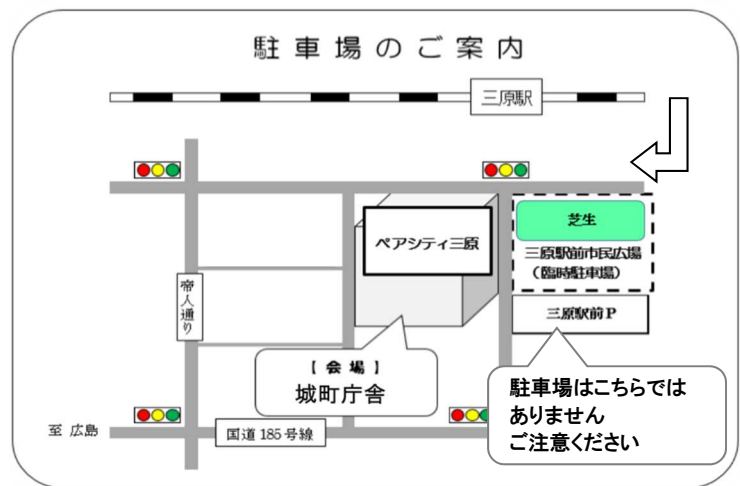 駐車場のご案内
三原駅
芝生
ペアシティ三原
三原駅前市民広場
（臨時駐車場）
帝人通り
三原駅前P
【会場】
城町庁舎
駐車場はこちらでは
ありません
ご注意ください
至 広島
国道185号線